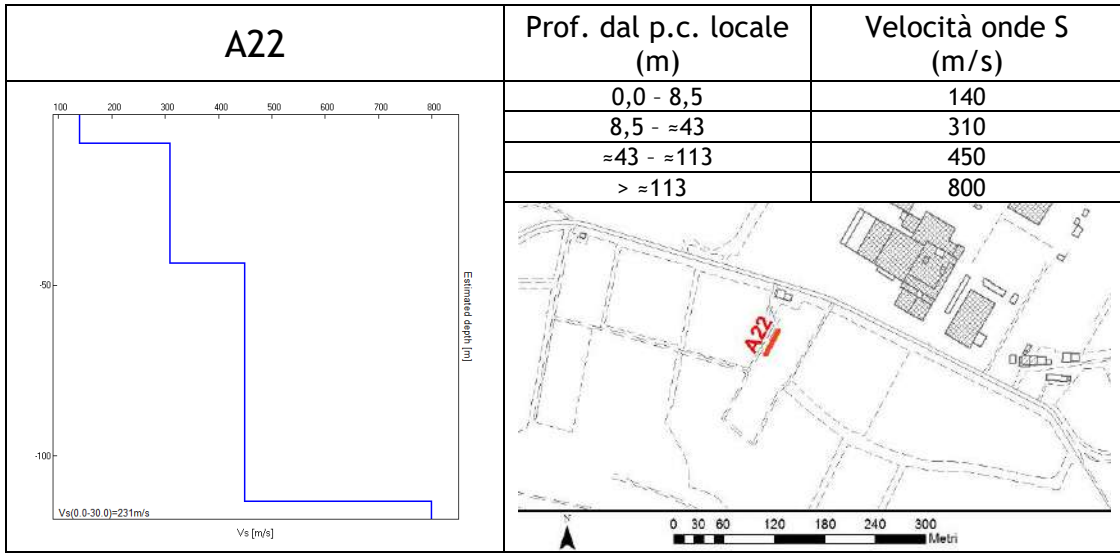 A22
Prof. dal p.c. locale
(m)
Velocità onde S
(m/s)
0,0 - 8,5 140
8,5 - ≈43 310
≈43 - ≈113 450
> ≈113 800
100 200 300 400 500 600 700 800
-50
-100
Estimated depth [m]
Vs(0.0-30.0)=231m/s
Vs [m/s]
A22
N
0 30 60 120 180 240 300
Metri